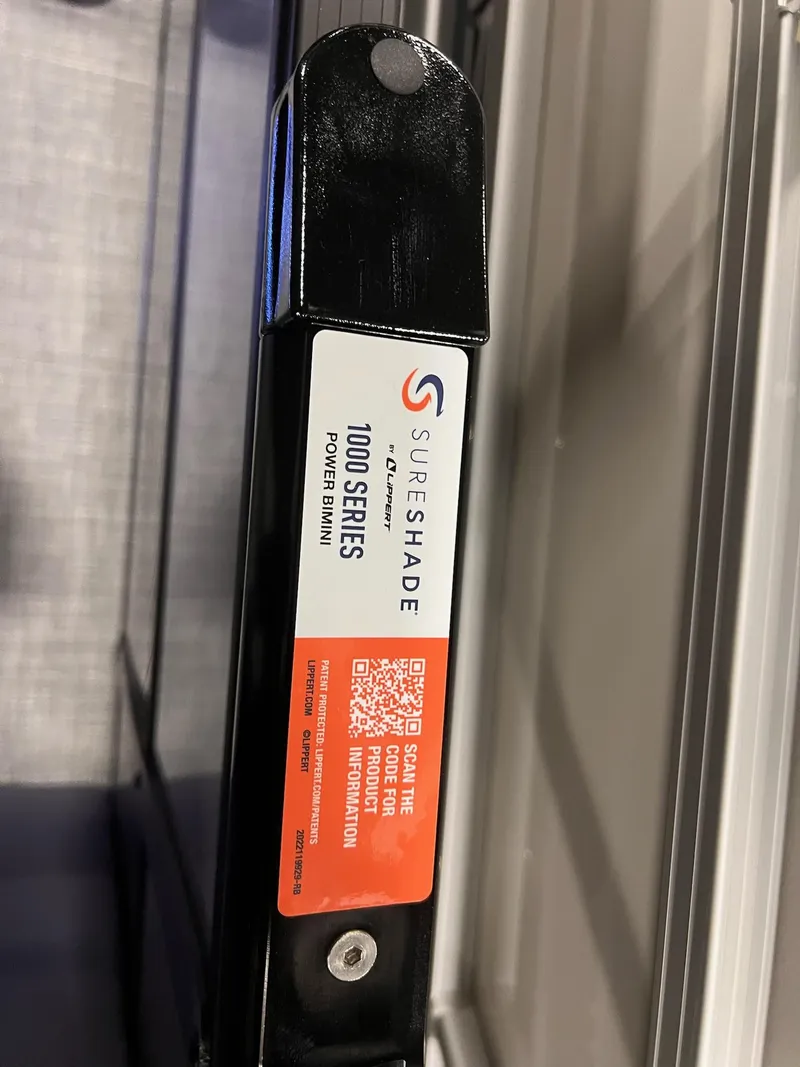 SURESHADE®
BY LIPPERT
1000 SERIES
POWER BIMINI
SCAN THE
CODE FOR
PRODUCT
INFORMATION
PATENT PROTECTED: LIPPERT.COM/PATENTS
LIPPERT.COM ©LIPPERT 2022119929-RB